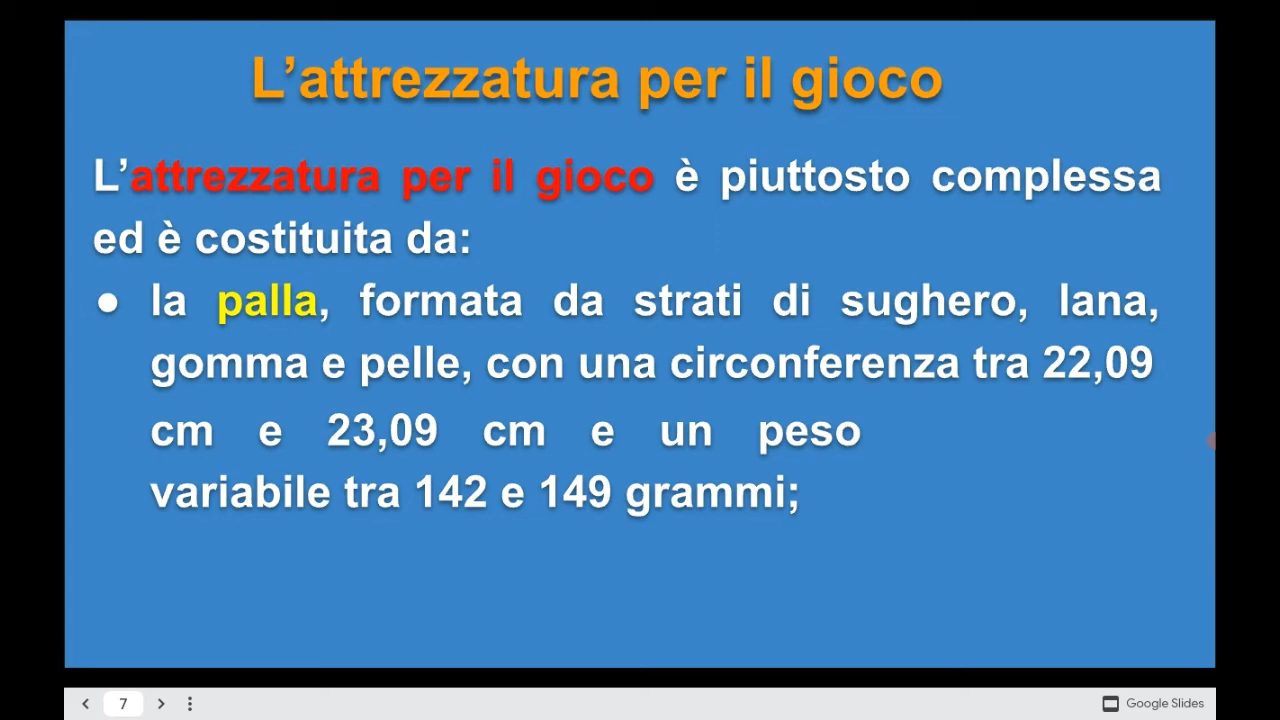 L’attrezzatura per il gioco
L’attrezzatura per il gioco è piuttosto complessa
ed è costituita da:
● la palla, formata da strati di sughero, lana,
gomma e pelle, con una circonferenza tra 22,09
cm e 23,09 cm e un peso
variabile tra 142 e 149 grammi;
7
Google Slides